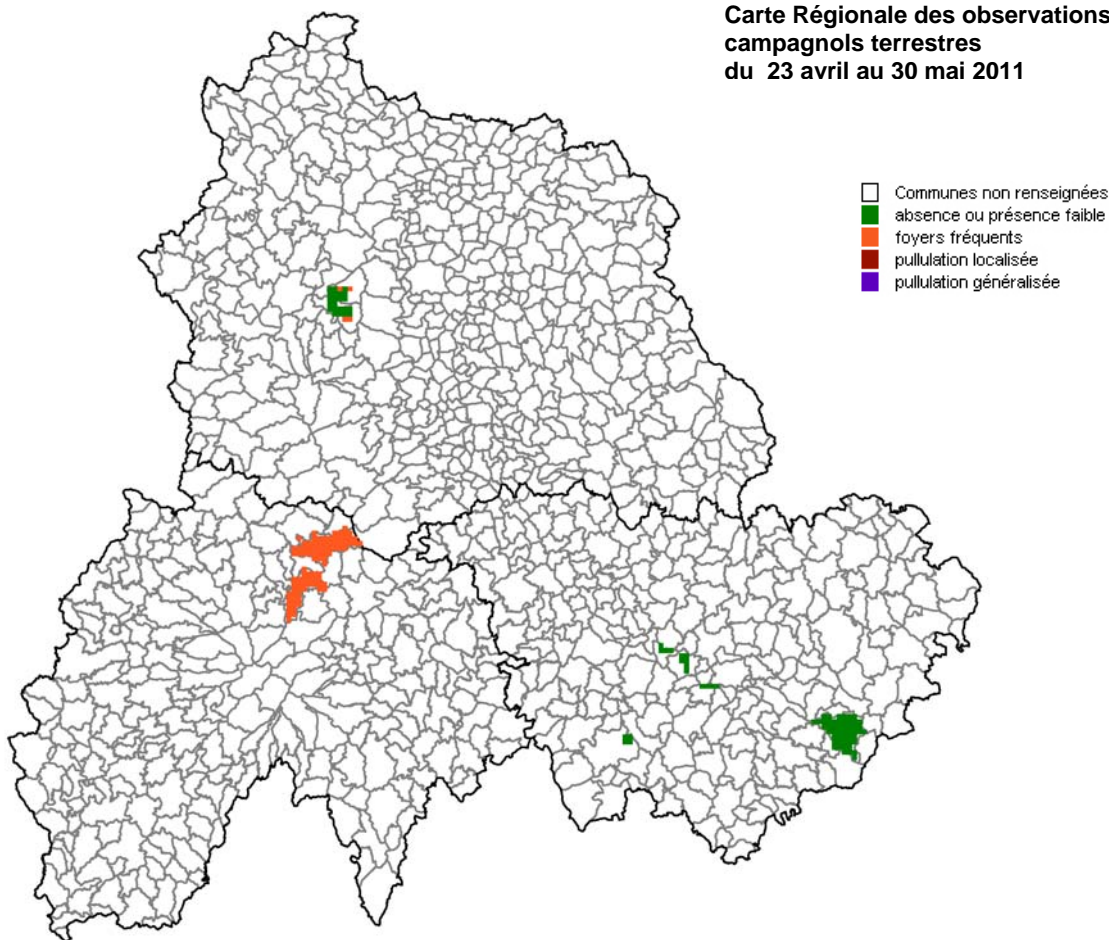 Carte Régionale des observations
campagnols terrestres
du 23 avril au 30 mai 2011
Communes non renseignées
absence ou présence faible
foyers fréquents
pullulation localisée
pullulation généralisée